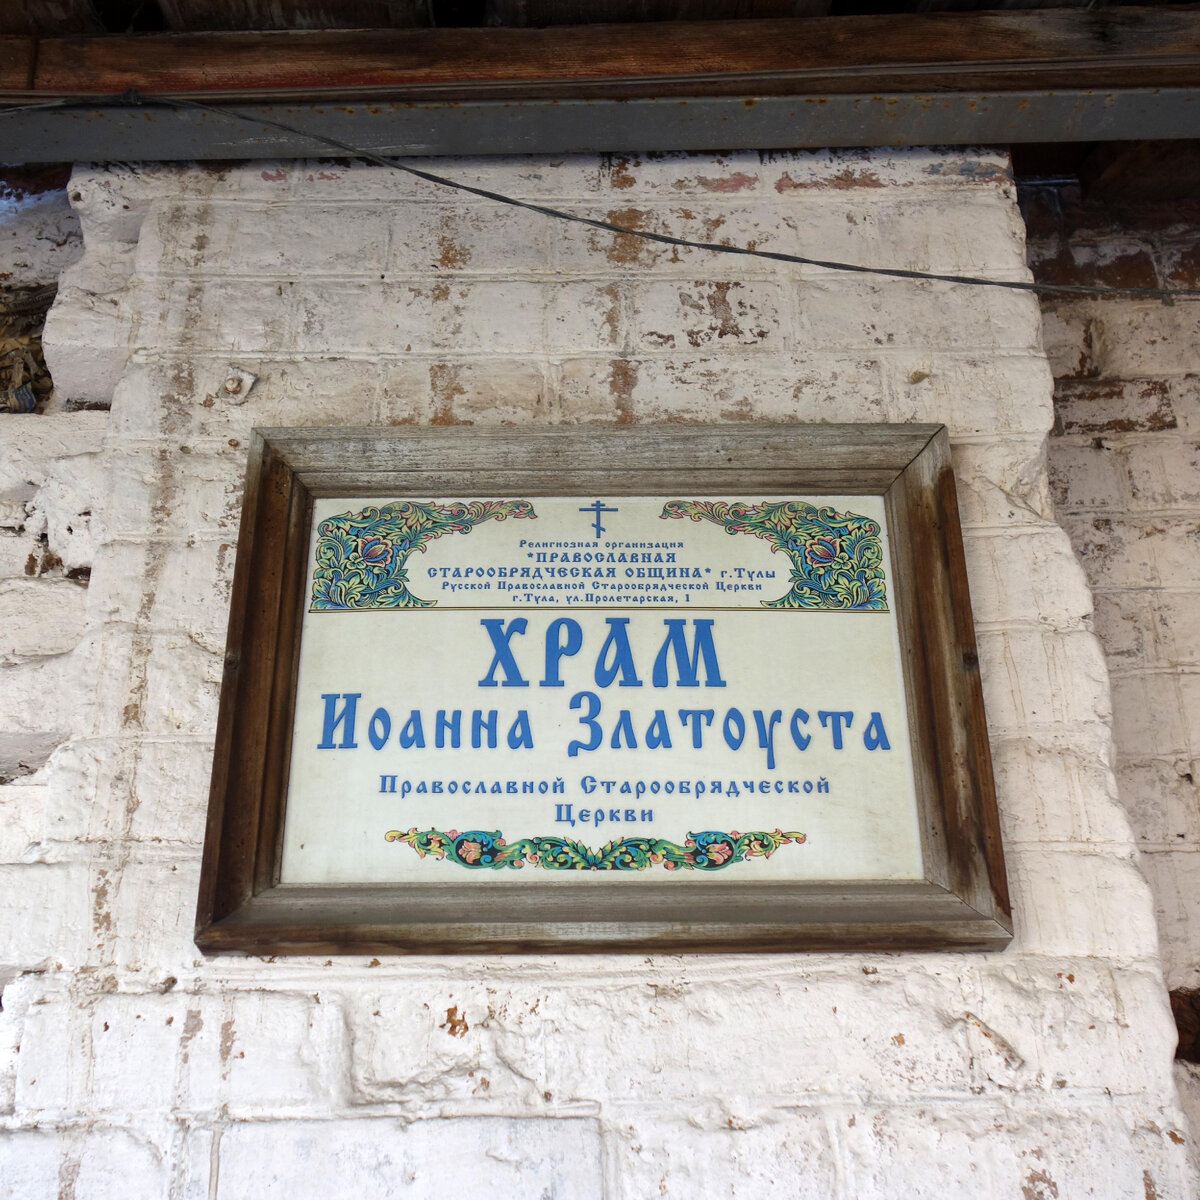 Религиозная организация
*ПРАВОСЛАВНАЯ
СТАРООБРЯДЧЕСКАЯ ОБЩИНА* г.Тулы
Русской Православной Старообрядческой Церкви
г.Тула, ул.Пролетарская, 1
ХРАМ
Иоанна Златоуста
Православной Старообрядческой
Церкви